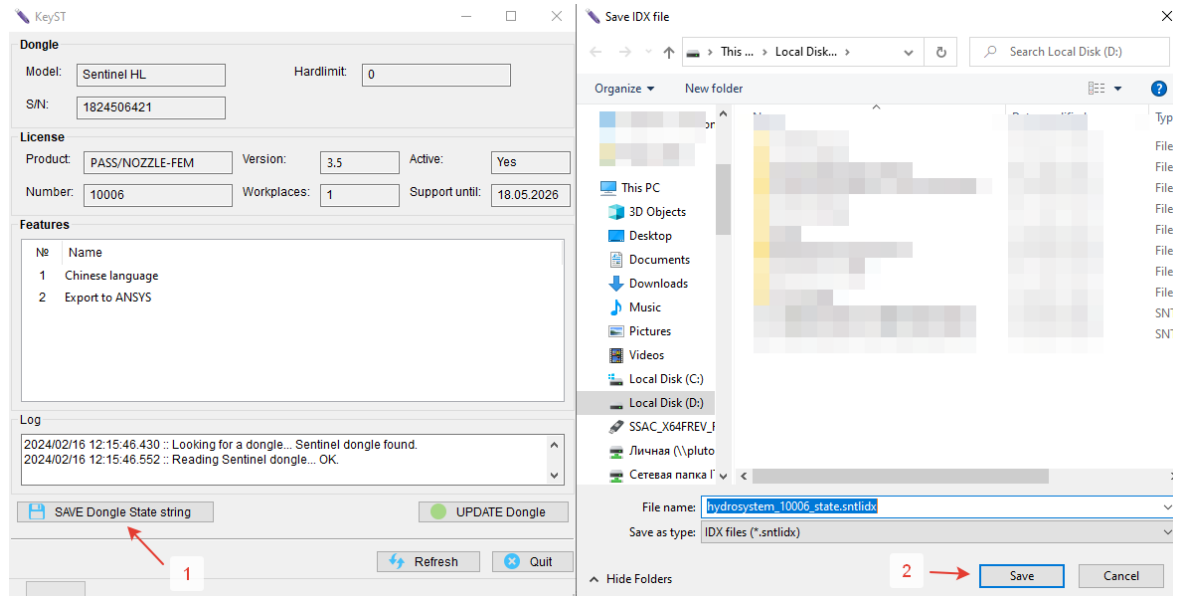 KeyST
Dongle
Model: Sentinel HL Hardlimit: 0
S/N: 1824506421
License
Product: PASS/NOZZLE-FEM Version: 3.5 Active: Yes
Number: 10006 Workplaces: 1 Support until: 18.05.2026
Features
№ Name
1 Chinese language
2 Export to ANSYS
Log
2024/02/16 12:15:46.430 :: Looking for a dongle... Sentinel dongle found.
2024/02/16 12:15:46.552 :: Reading Sentinel dongle... OK.
SAVE Dongle State string UPDATE Dongle
1
Refresh Quit
Save IDX file
This ... › Local Disk... › Search Local Disk (D:)
Organize New folder
Typ
File
File
File
File
File
File
File
File
SNT
SNT
This PC
3D Objects
Desktop
Documents
Downloads
Music
Pictures
Videos
Local Disk (C:)
Local Disk (D:)
SSAC_X64FREV_
Личная (\\pluto
Сетевая папка
File name: hydrosystem_10006_state.sntlidx
Save as type: IDX files (*.sntlidx)
Hide Folders
2
Save Cancel